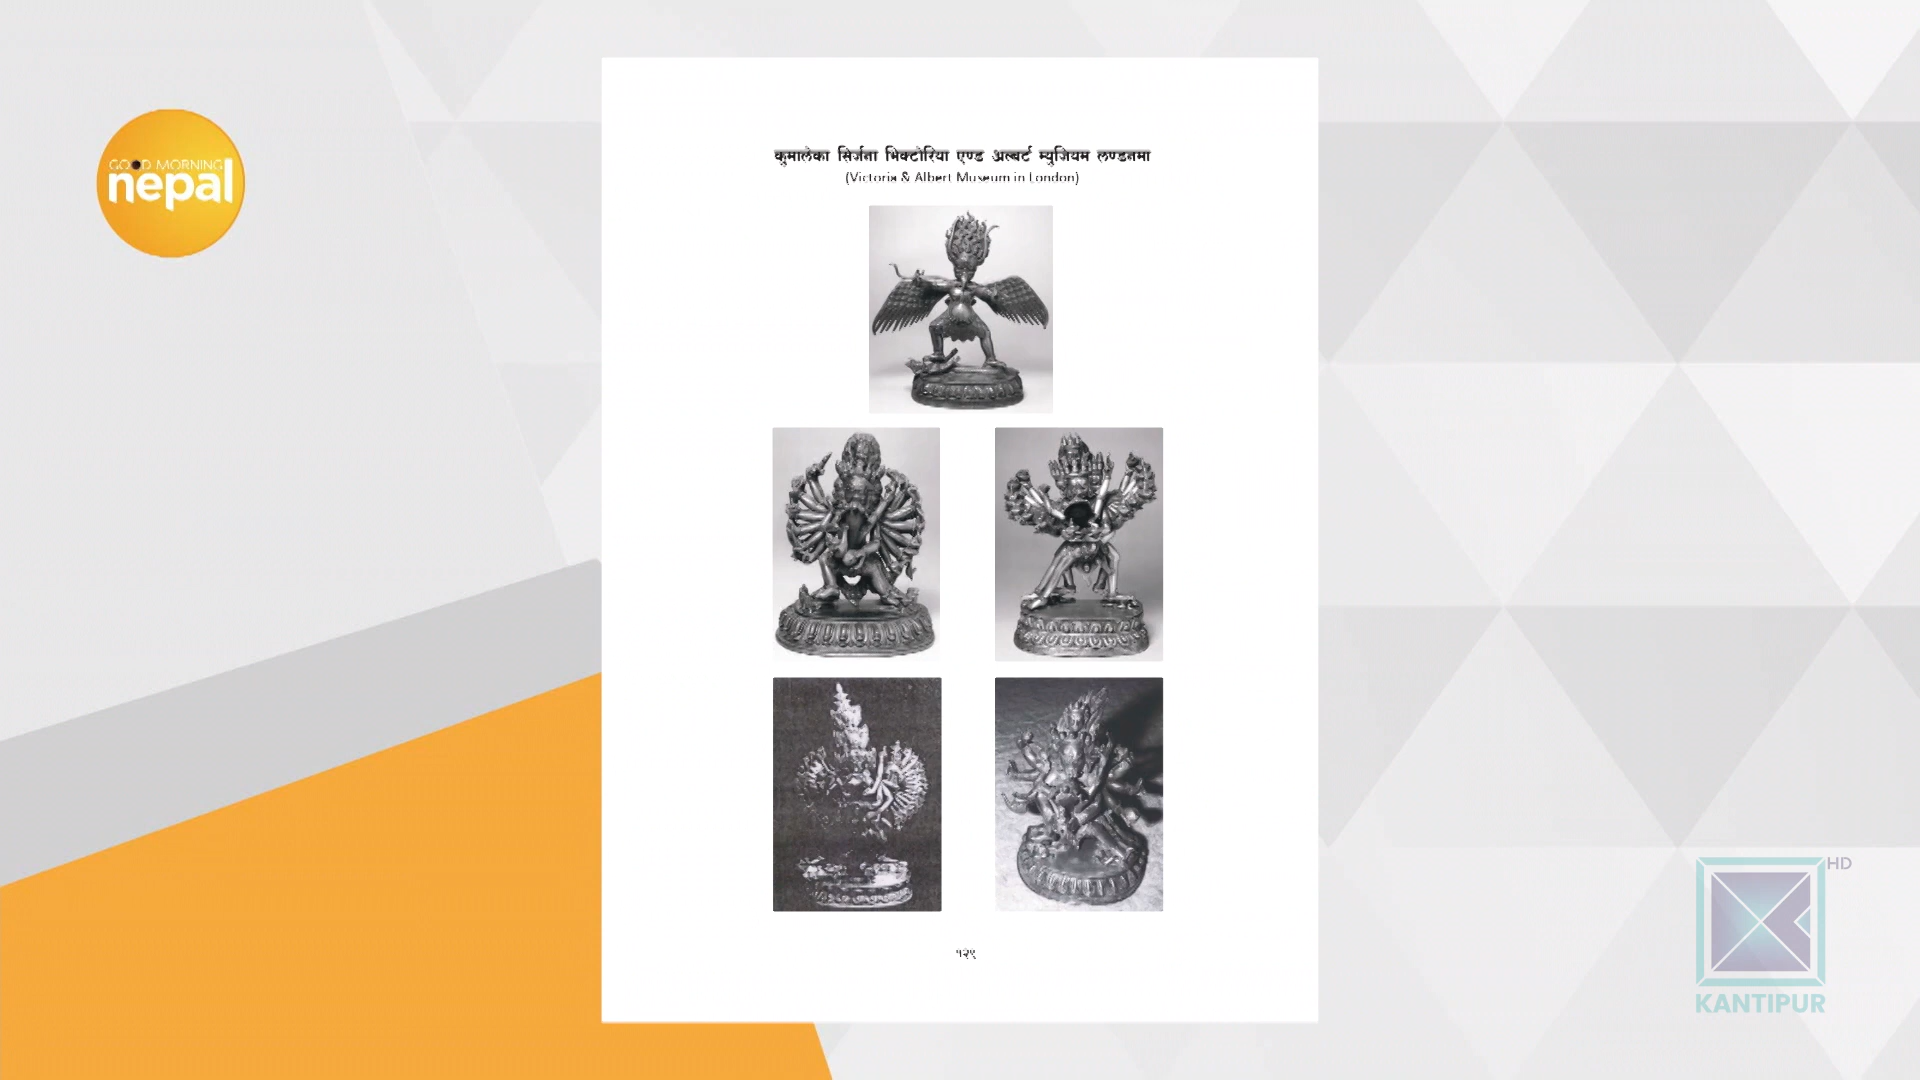 GOOD MORNING
nepal
कुमालेका सिर्जना भिक्टोरिया एण्ड अल्बर्ट म्युजियम लण्डनमा
(Victoria & Albert Museum in London)
१२९
HD
KANTIPUR